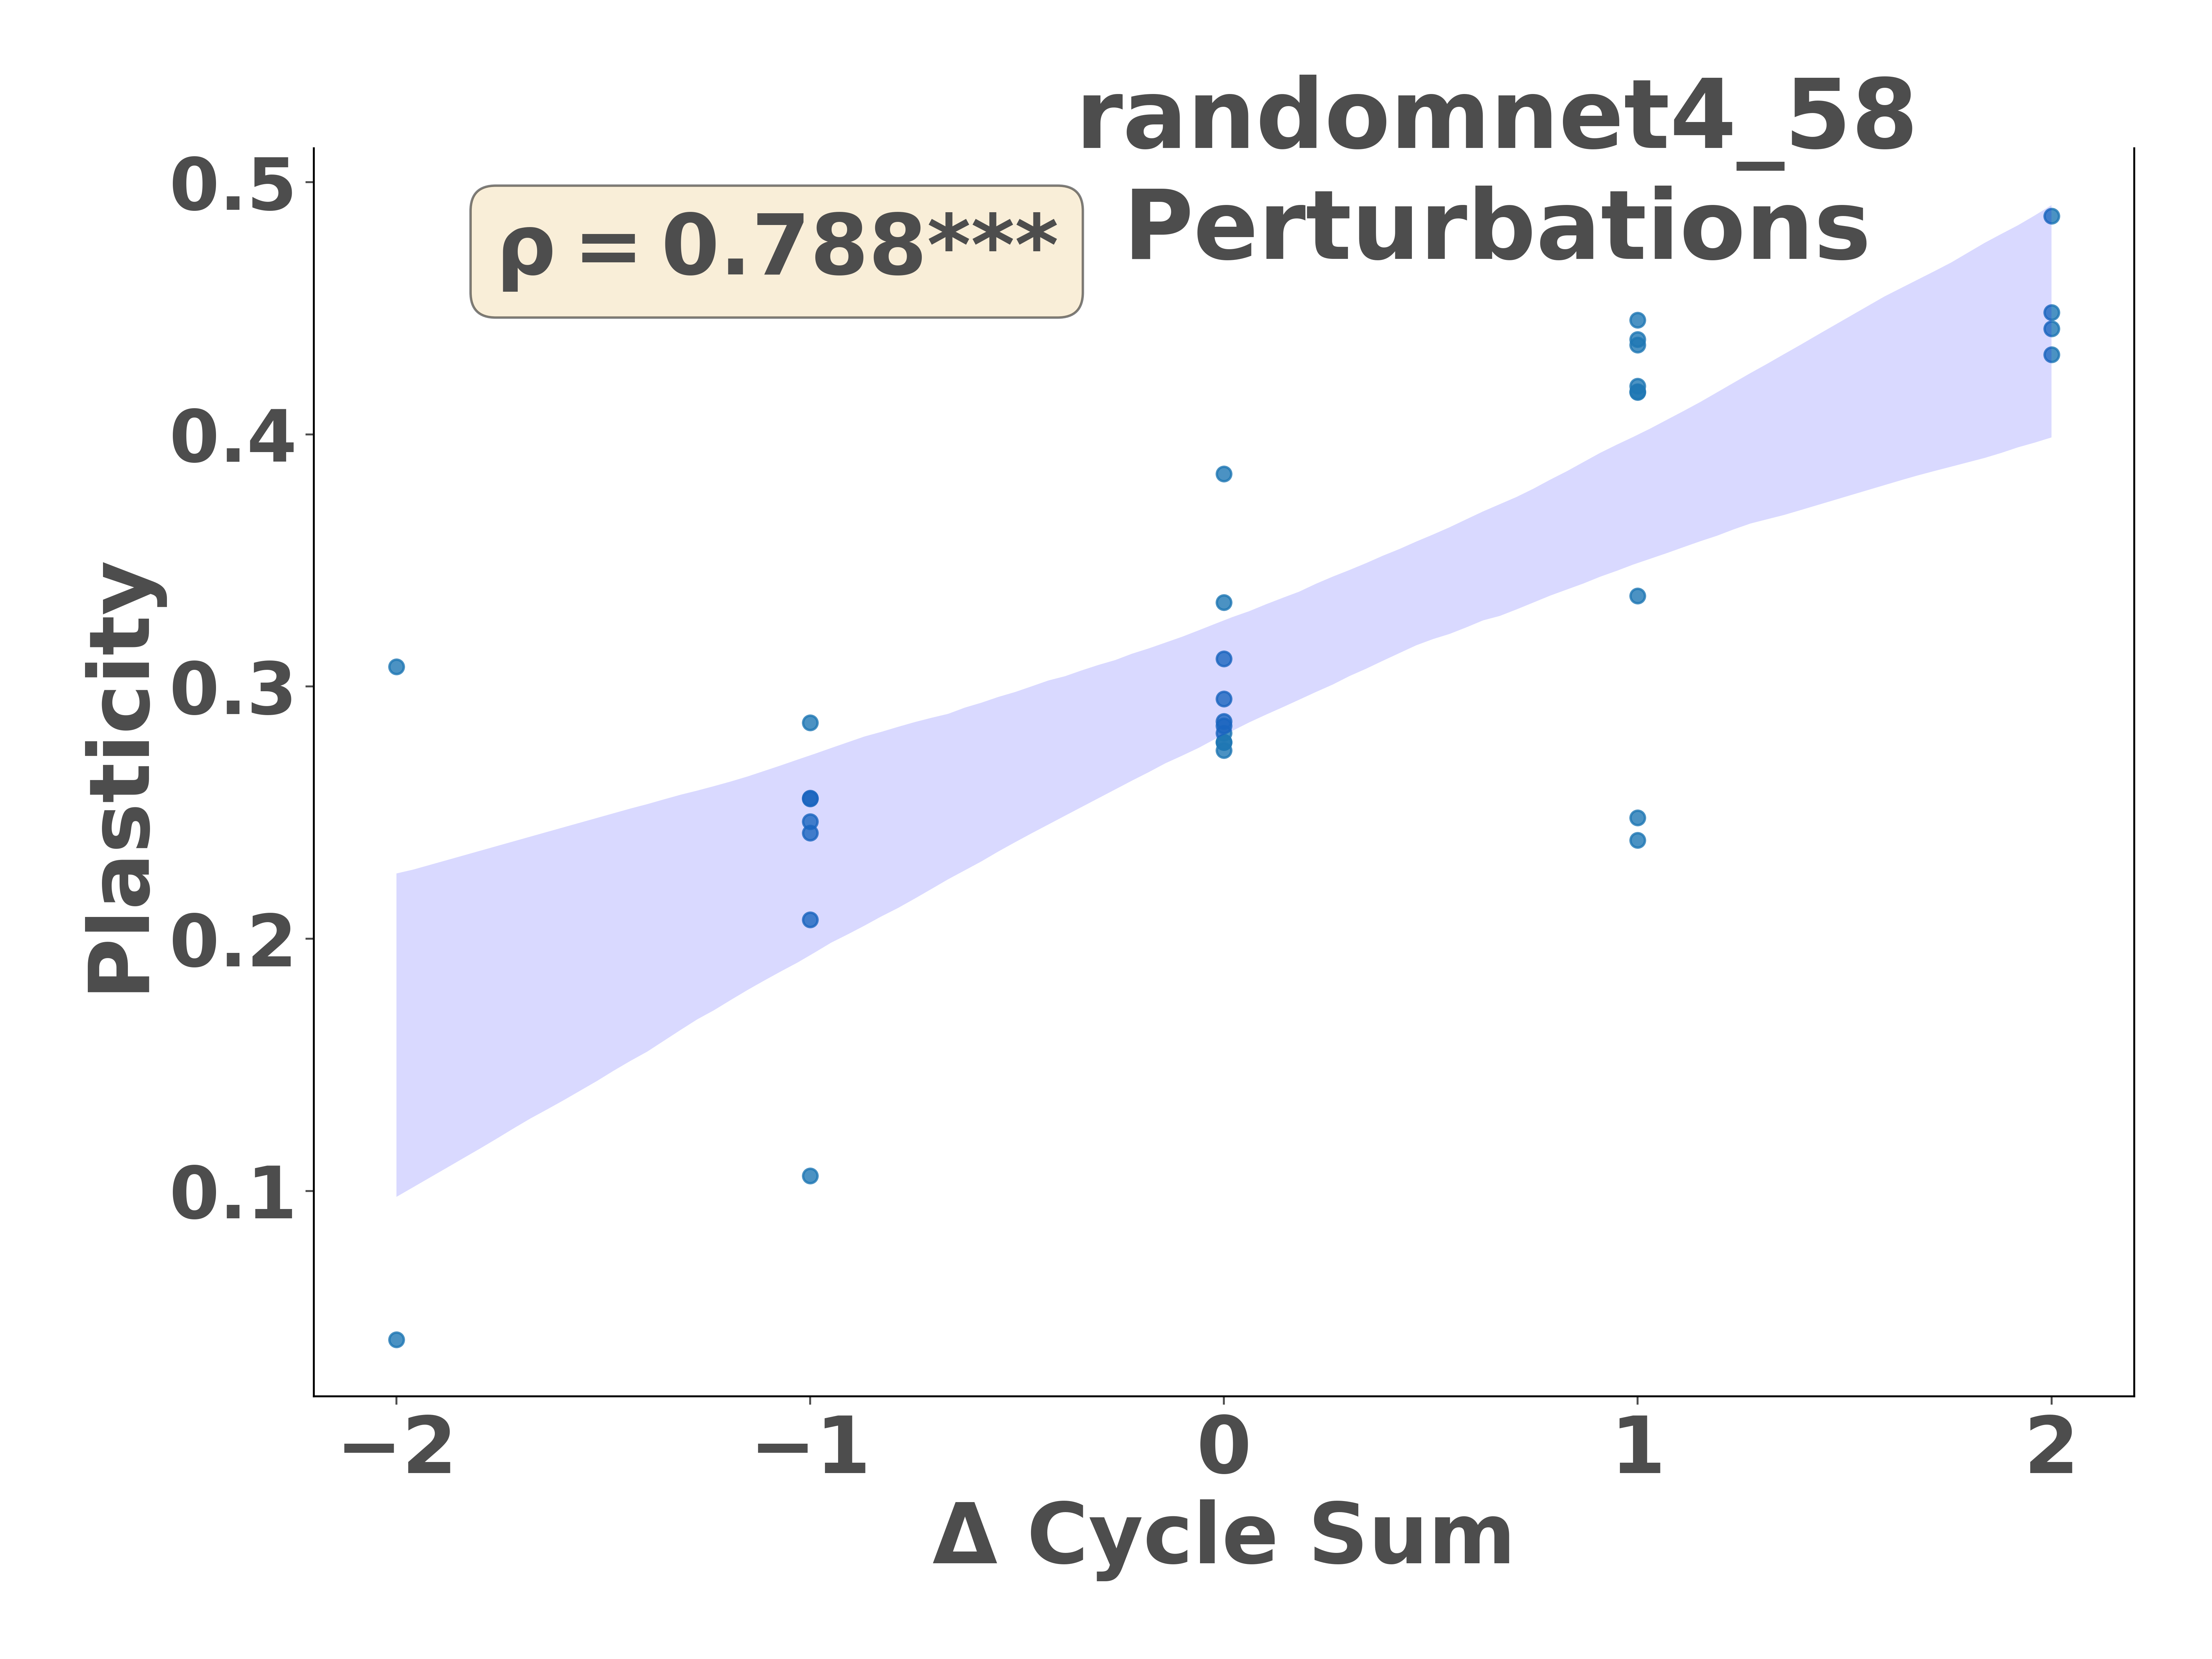 randomnet4_58
Perturbations
ρ = 0.788***
Plasticity
0.5
0.4
0.3
0.2
0.1
−2 −1 0 1 2
Δ Cycle Sum